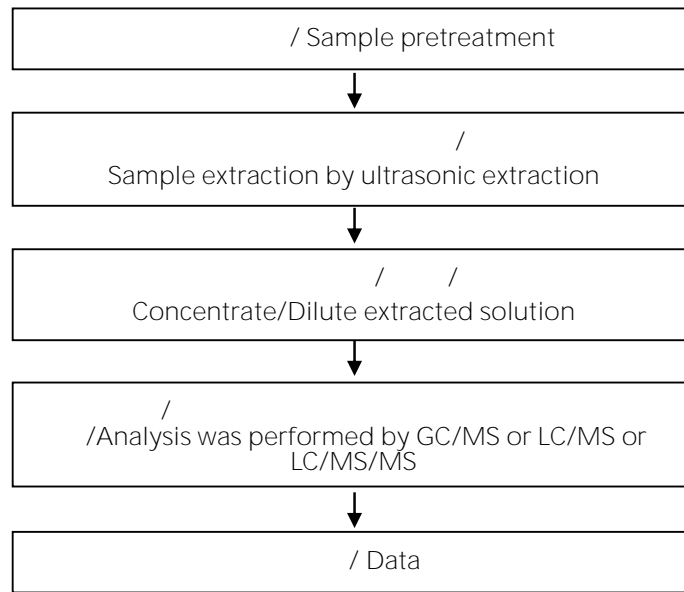 / Sample pretreatment
/
Sample extraction by ultrasonic extraction
/ /
Concentrate/Dilute extracted solution
/
/Analysis was performed by GC/MS or LC/MS or
LC/MS/MS
/ Data